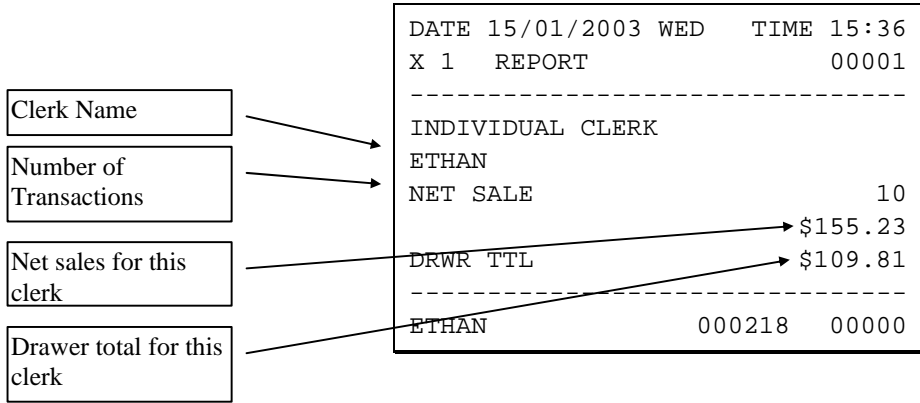 Clerk Name
Number of
Transactions
Net sales for this
clerk
Drawer total for this
clerk
DATE 15/01/2003 WED TIME 15:36
X 1 REPORT 00001
--------------------------------
INDIVIDUAL CLERK
ETHAN
NET SALE 10
$155.23
DRWR TTL $109.81
--------------------------------
ETHAN 000218 00000